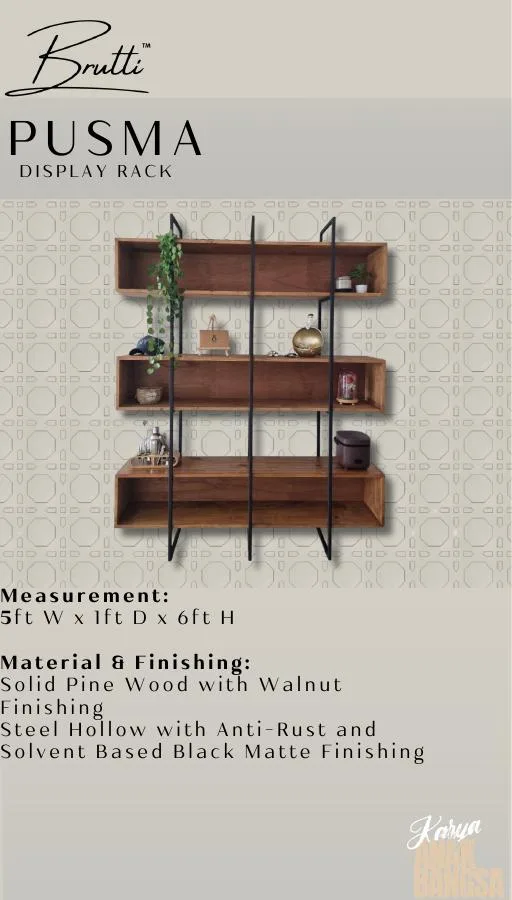 Brutti™
PUSMA
DISPLAY RACK
Measurement:
5ft W x 1ft D x 6ft H
Material & Finishing:
Solid Pine Wood with Walnut
Finishing
Steel Hollow with Anti-Rust and
Solvent Based Black Matte Finishing
Karya
ANAK
BANGSA